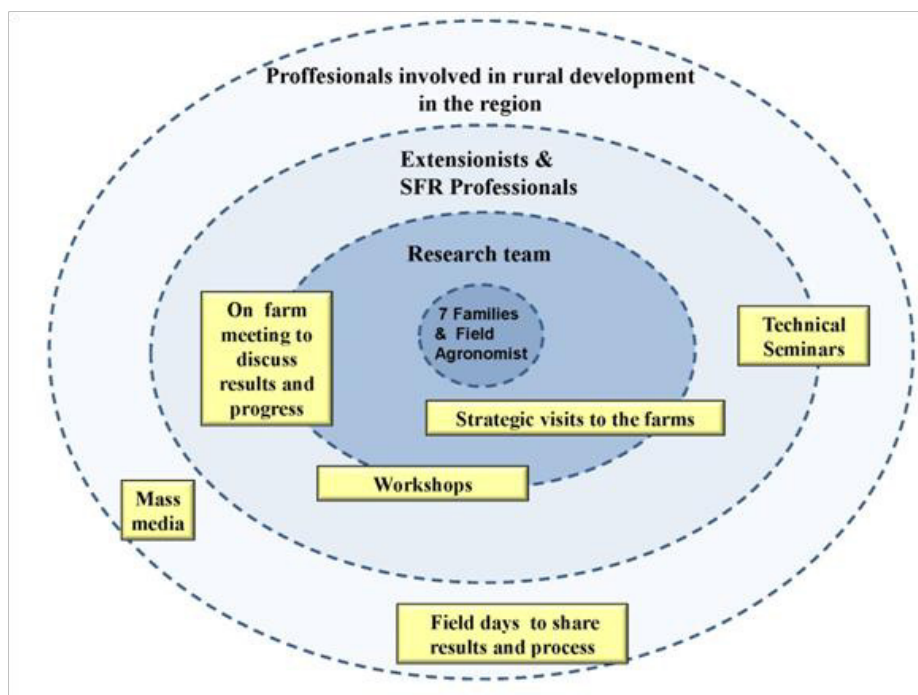 Proffesionals involved in rural development
in the region
Extensionists &
SFR Professionals
Research team
7 Families
& Field
Agronomist
On farm
meeting to
discuss
results and
progress
Technical
Seminars
Strategic visits to the farms
Workshops
Mass
media
Field days to share
results and process